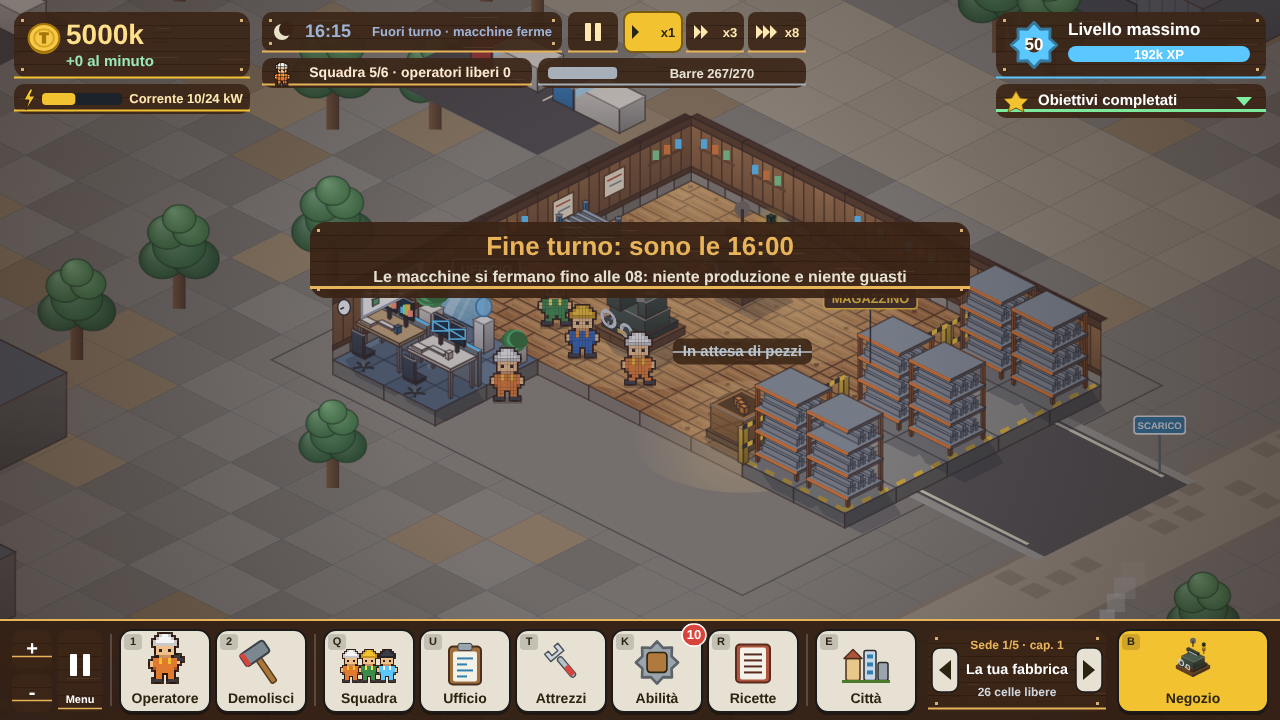 5000k
+0 al minuto
Corrente 10/24 kW
16:15
Fuori turno · macchine ferme
x1
x3
x8
Squadra 5/6 · operatori liberi 0
Barre 267/270
50
Livello massimo
192k XP
Obiettivi completati
Fine turno: sono le 16:00
Le macchine si fermano fino alle 08: niente produzione e niente guasti
MAGAZZINO
In attesa di pezzi
SCARICO
+
-
Menu
1
Operatore
2
Demolisci
Q
Squadra
U
Ufficio
T
Attrezzi
K
10
Abilità
R
Ricette
E
Città
Sede 1/5 · cap. 1
La tua fabbrica
26 celle libere
B
Negozio